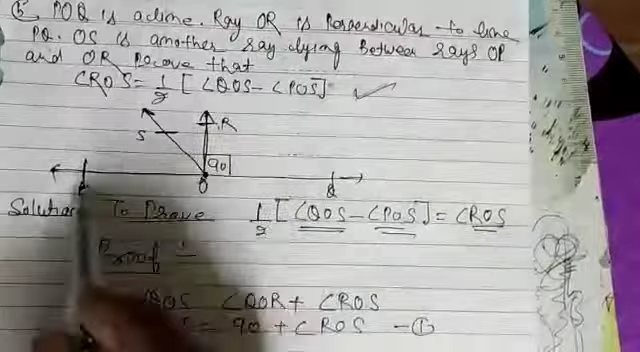 5. POQ is a line. Ray OR is Perpendicular to line
PQ. OS is another ray lying between rays OP
and OR Prove that
∠ROS = 1/2 [∠QOS - ∠POS]
S R
90
P O Q
Solution To Prove 1/2 [∠QOS - ∠POS] = ∠ROS
Proof :-
QOS ∠QOR + ∠ROS
= 90 + ∠ROS - ①